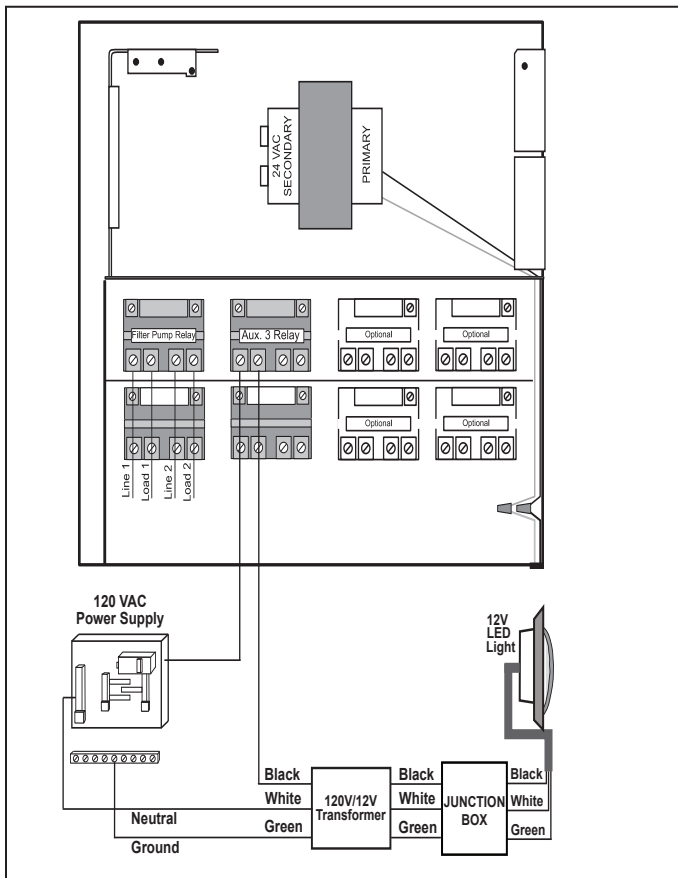 24 VAC
SECONDARY
PRIMARY
Filter Pump Relay
Aux. 3 Relay
Optional
Optional
Optional
Optional
Line 1
Load 1
Line 2
Load 2
120 VAC
Power Supply
12V
LED
Light
Black
Black
Black
White
White
White
120V/12V
Transformer
JUNCTION
BOX
Neutral
Green
Green
Green
Ground